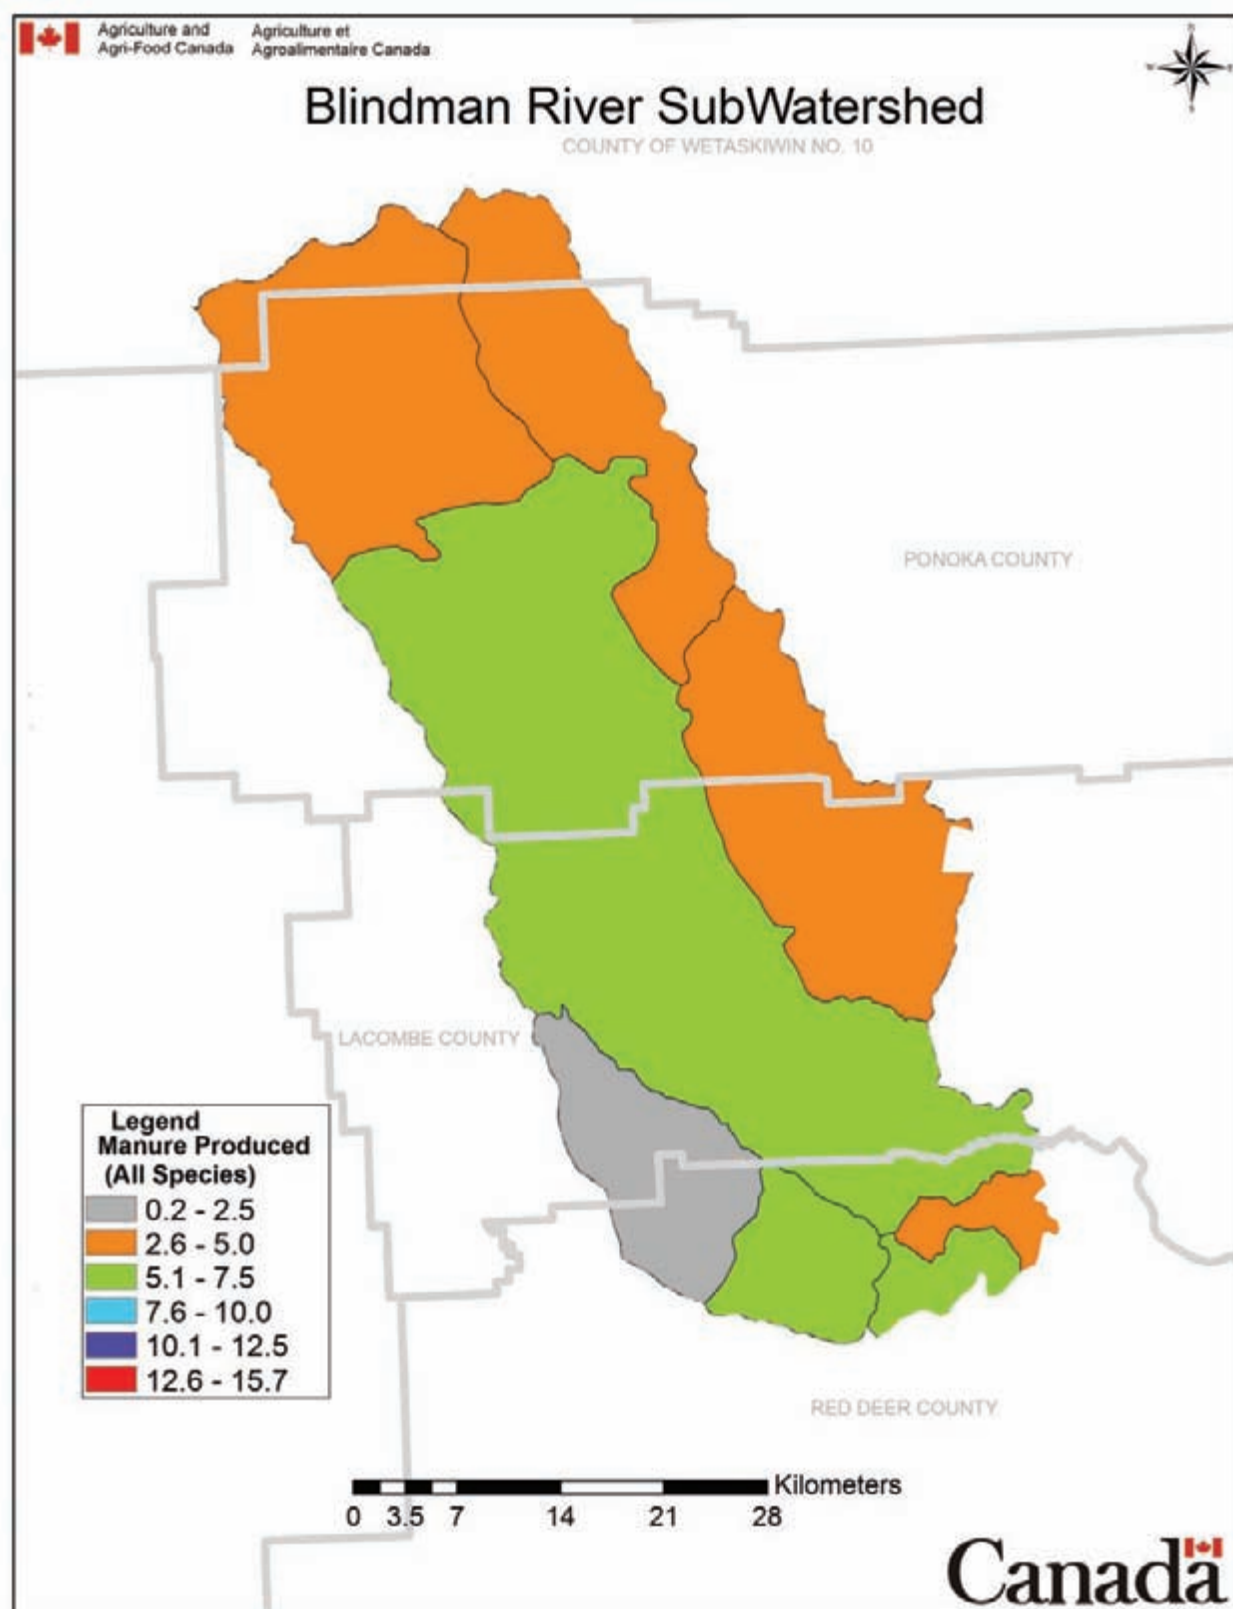 Agriculture and Agriculture et
Agri-Food Canada Agroalimentaire Canada
Blindman River SubWatershed
COUNTY OF WETASKIWIN NO. 10
PONOKA COUNTY
LACOMBE COUNTY
Legend
Manure Produced
(All Species)
0.2 - 2.5
2.6 - 5.0
5.1 - 7.5
7.6 - 10.0
10.1 - 12.5
12.6 - 15.7
RED DEER COUNTY
Kilometers
0 3.5 7 14 21 28
Canada